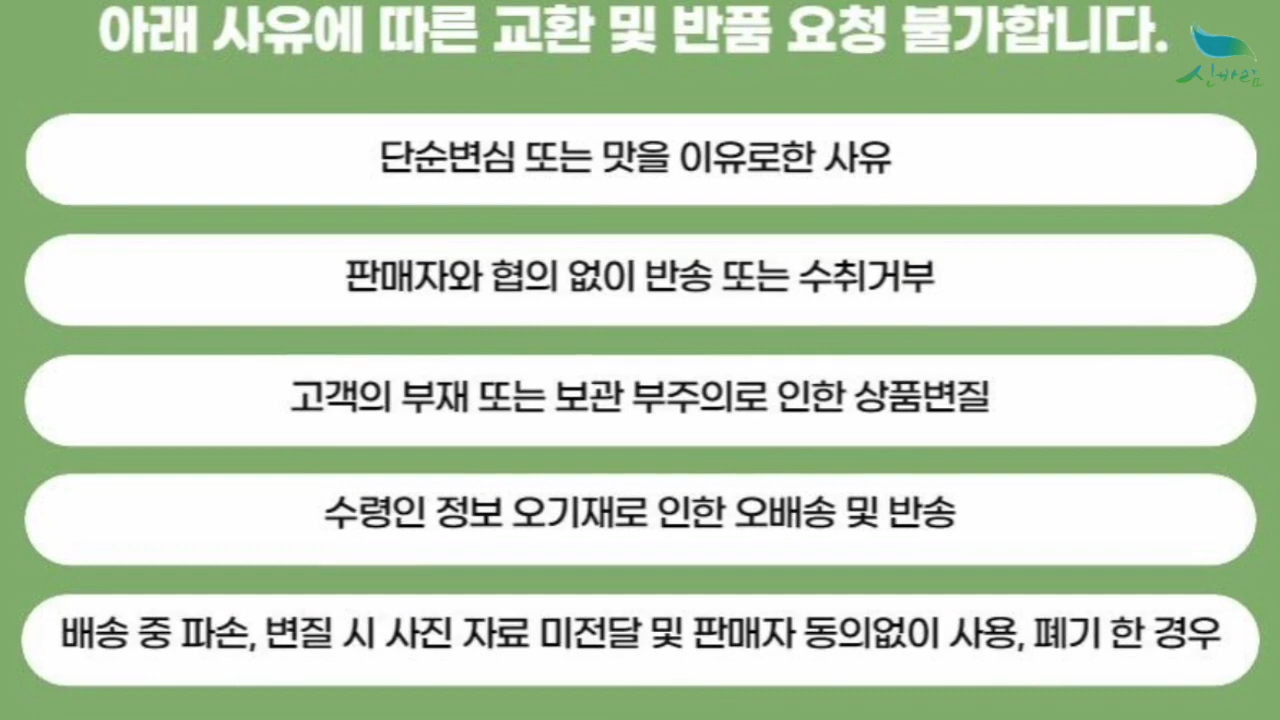 아래 사유에 따른 교환 및 반품 요청 불가합니다.
신바람
단순변심 또는 맛을 이유로한 사유
판매자와 협의 없이 반송 또는 수취거부
고객의 부재 또는 보관 부주의로 인한 상품변질
수령인 정보 오기재로 인한 오배송 및 반송
배송 중 파손, 변질 시 사진 자료 미전달 및 판매자 동의없이 사용, 폐기 한 경우